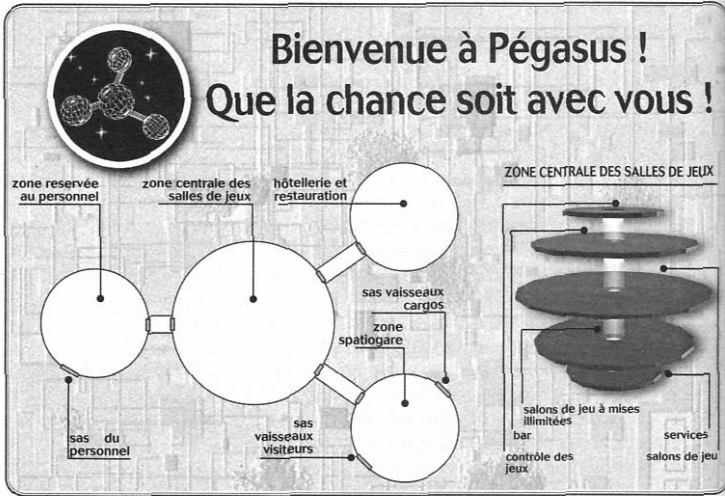 Bienvenue à Pégasus !
Que la chance soit avec vous !
zone reservée
au personnel
zone centrale des
salles de jeux
hôtellerie et
restauration
ZONE CENTRALE DES SALLES DE JEUX
sas vaisseaux
cargos
zone
spatiogare
sas du
personnel
sas
vaisseaux
visiteurs
salons de jeu à mises
illimitées
bar
services
contrôle des
jeux
salons de jeu